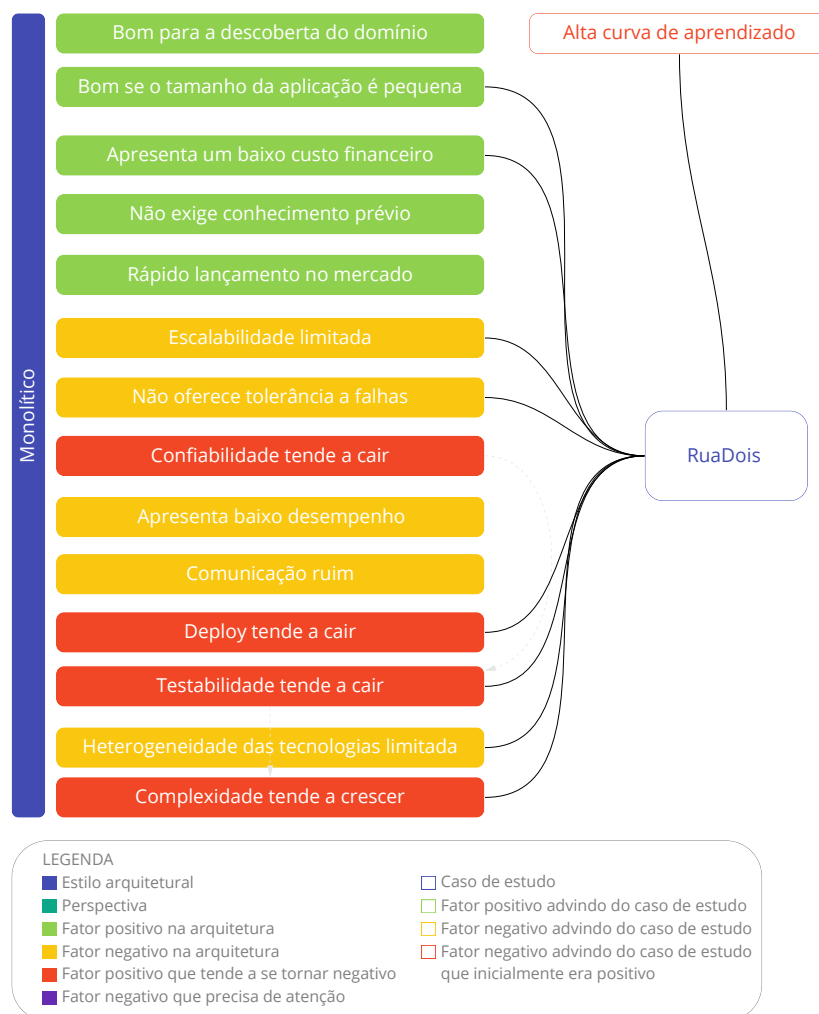 Monolítico
Bom para a descoberta do domínio
Bom se o tamanho da aplicação é pequena
Apresenta um baixo custo financeiro
Não exige conhecimento prévio
Rápido lançamento no mercado
Escalabilidade limitada
Não oferece tolerância a falhas
Confiabilidade tende a cair
Apresenta baixo desempenho
Comunicação ruim
Deploy tende a cair
Testabilidade tende a cair
Heterogeneidade das tecnologias limitada
Complexidade tende a crescer
Alta curva de aprendizado
RuaDois
LEGENDA
Estilo arquitetural
Perspectiva
Fator positivo na arquitetura
Fator negativo na arquitetura
Fator positivo que tende a se tornar negativo
Fator negativo que precisa de atenção
Caso de estudo
Fator positivo advindo do caso de estudo
Fator negativo advindo do caso de estudo
Fator negativo advindo do caso de estudo
que inicialmente era positivo